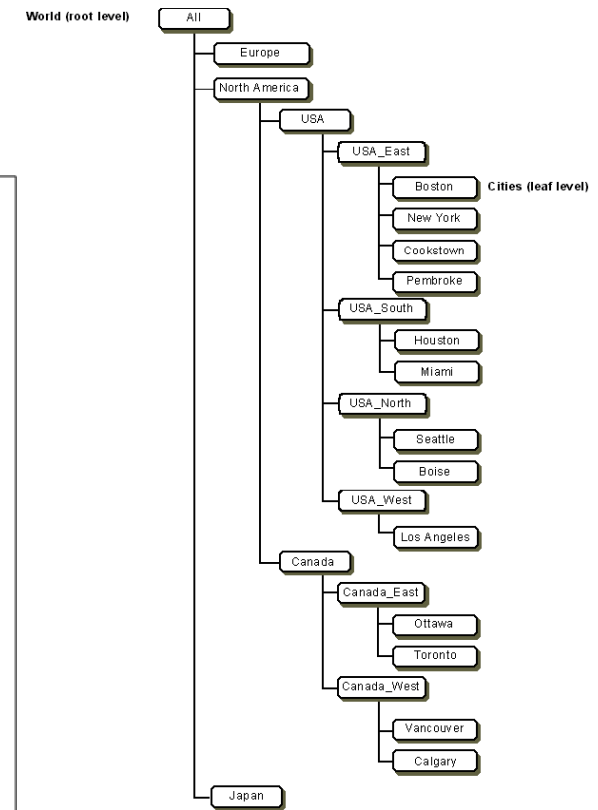 World (root level) All
Europe
North America
USA
USA_East
Boston Cities (leaf level)
New York
Cookstown
Pembroke
USA_South
Houston
Miami
USA_North
Seattle
Boise
USA_West
Los Angeles
Canada
Canada_East
Ottawa
Toronto
Canada_West
Vancouver
Calgary
Japan